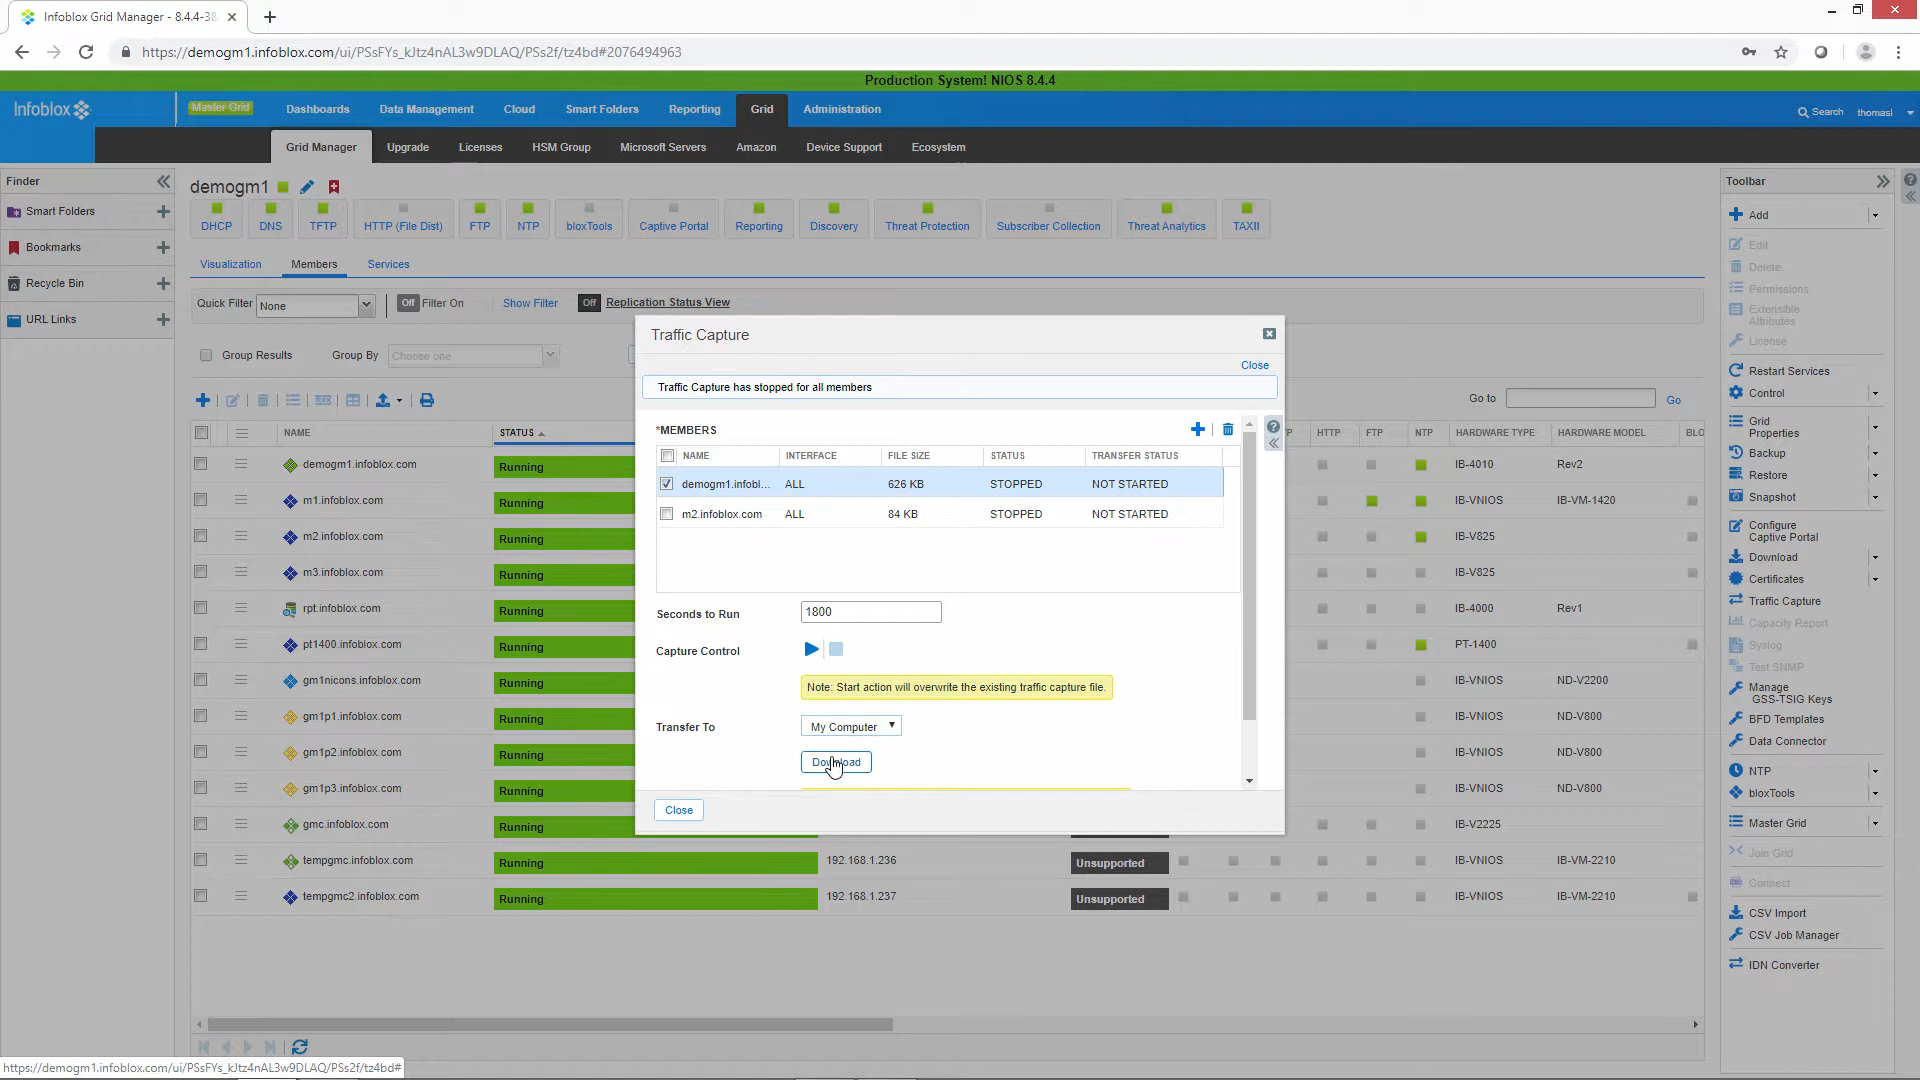 Infoblox Grid Manager - 8.4.4-38
https://demogm1.infoblox.com/ui/PSsFYs_kJtz4nAL3w9DLAQ/PSs2f/tz4bd#2076494963
Production System! NIOS 8.4.4
Infoblox
Master Grid
Dashboards Data Management Cloud Smart Folders Reporting Grid Administration
Search thomasl
Grid Manager Upgrade Licenses HSM Group Microsoft Servers Amazon Device Support Ecosystem
Finder
Smart Folders
Bookmarks
Recycle Bin
URL Links
demogm1
DHCP DNS TFTP HTTP (File Dist) FTP NTP bloxTools Captive Portal Reporting Discovery Threat Protection Subscriber Collection Threat Analytics TAXII
Visualization Members Services
Quick Filter None Off Filter On Show Filter Off Replication Status View
Group Results Group By Choose one
Go to Go
NAME STATUS HTTP FTP NTP HARDWARE TYPE HARDWARE MODEL BLO
demogm1.infoblox.com Running IB-4010 Rev2
m1.infoblox.com Running IB-VNIOS IB-VM-1420
m2.infoblox.com Running IB-V825
m3.infoblox.com Running IB-V825
rpt.infoblox.com Running IB-4000 Rev1
pt1400.infoblox.com Running PT-1400
gm1nicons.infoblox.com Running IB-VNIOS ND-V2200
gm1p1.infoblox.com Running IB-VNIOS ND-V800
gm1p2.infoblox.com Running IB-VNIOS ND-V800
gm1p3.infoblox.com Running IB-VNIOS ND-V800
gmc.infoblox.com Running IB-V2225
tempgmc.infoblox.com Running 192.168.1.236 Unsupported IB-VNIOS IB-VM-2210
tempgmc2.infoblox.com Running 192.168.1.237 Unsupported IB-VNIOS IB-VM-2210
Traffic Capture
Close
Traffic Capture has stopped for all members
*MEMBERS
NAME INTERFACE FILE SIZE STATUS TRANSFER STATUS
demogm1.infobl... ALL 626 KB STOPPED NOT STARTED
m2.infoblox.com ALL 84 KB STOPPED NOT STARTED
Seconds to Run 1800
Capture Control
Note: Start action will overwrite the existing traffic capture file.
Transfer To My Computer
Download
Close
Toolbar
Add
Edit
Delete
Permissions
Extensible
Attributes
License
Restart Services
Control
Grid
Properties
Backup
Restore
Snapshot
Configure
Captive Portal
Download
Certificates
Traffic Capture
Capacity Report
Syslog
Test SNMP
Manage
GSS-TSIG Keys
BFD Templates
Data Connector
NTP
bloxTools
Master Grid
Join Grid
Connect
CSV Import
CSV Job Manager
IDN Converter
https://demogm1.infoblox.com/ui/PSsFYs_kJtz4nAL3w9DLAQ/PSs2f/tz4bd#